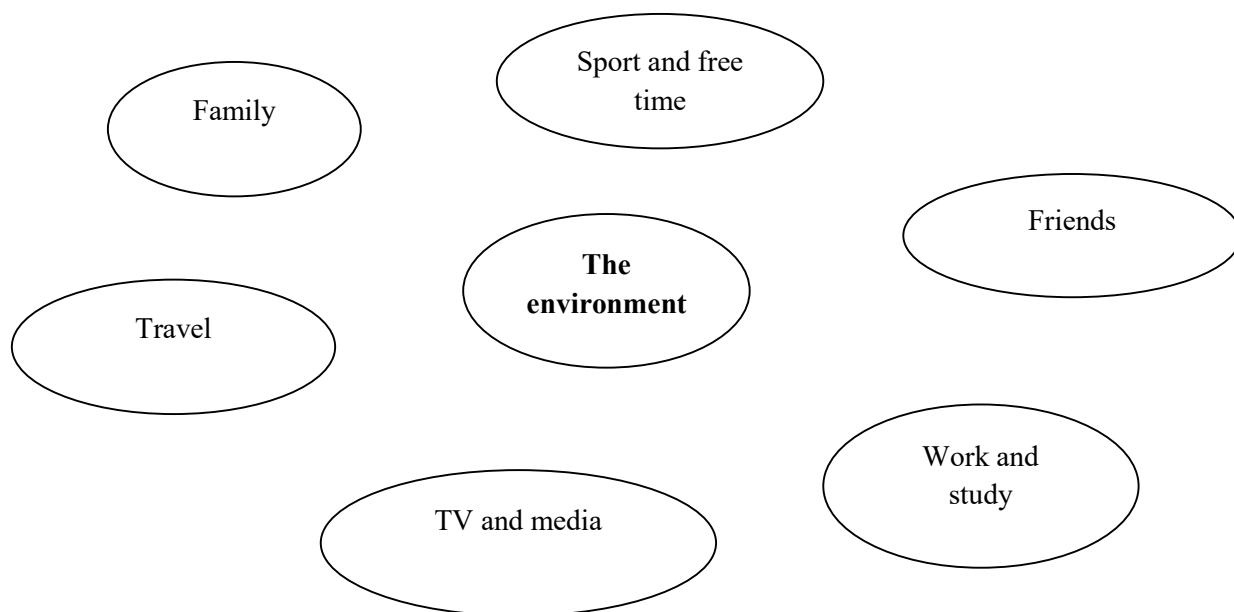 Sport and free
time
Family
Friends
The
environment
Travel
Work and
study
TV and media